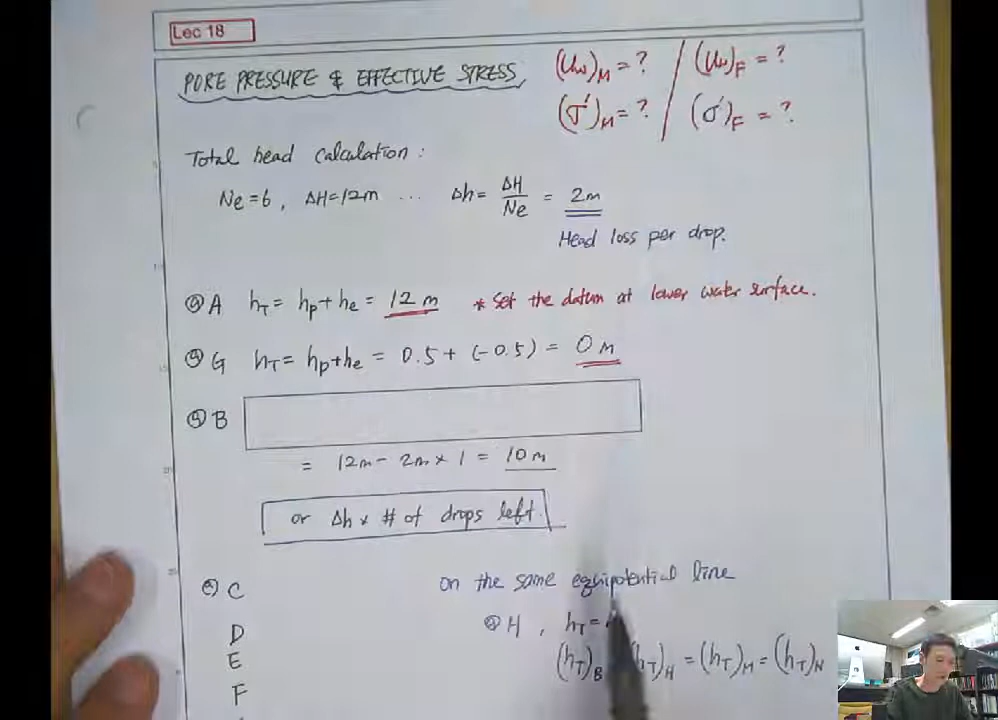 Lec 18
PORE PRESSURE & EFFECTIVE STRESS
(Uw)M = ? / (Uw)F = ?
(σ')M = ? / (σ')F = ?
Total head calculation :
Ne = 6 , ΔH = 12m ... Δh = ΔH/Ne = 2m
Head loss per drop.
@ A hT = hp + he = 12 m * Set the datum at lower water surface.
@ G hT = hp + he = 0.5 + (-0.5) = 0 m
@ B
= 12m - 2m × 1 = 10 m
or Δh × # of drops left
@ C
on the same equipotential line
@ H , hT =
D
(hT)B (hT)H = (hT)M = (hT)N
E
F